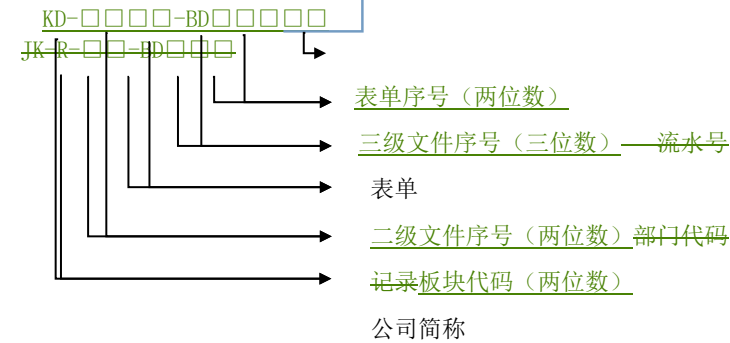 KD-□□□□-BD□□□□□
JK-R-□□-BD□□□
表单序号（两位数）
三级文件序号（三位数） 流水号
表单
二级文件序号（两位数）部门代码
记录板块代码（两位数）
公司简称